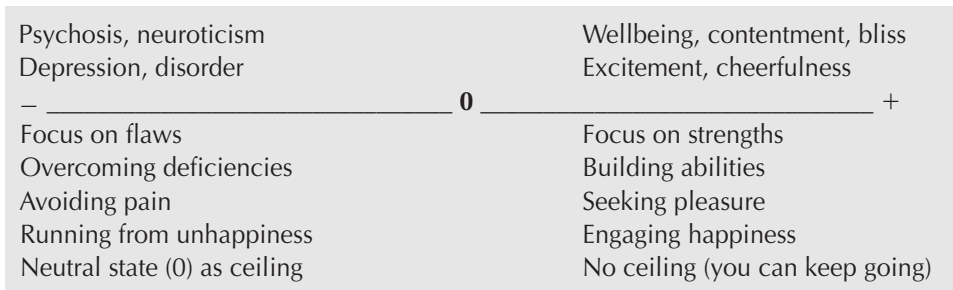 Psychosis, neuroticism Wellbeing, contentment, bliss
Depression, disorder Excitement, cheerfulness
– ________________________________ 0 _______________________________ +
Focus on flaws Focus on strengths
Overcoming deficiencies Building abilities
Avoiding pain Seeking pleasure
Running from unhappiness Engaging happiness
Neutral state (0) as ceiling No ceiling (you can keep going)